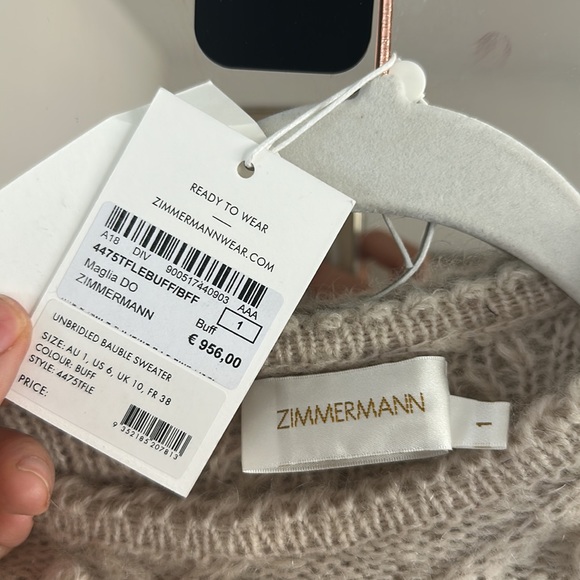 READY TO WEAR
ZIMMERMANNWEAR.COM
A18 DIV 900517440903 AAA
4475TFLEBUFF/BFF
Maglia DO
ZIMMERMANN
Buff 1
€ 956,00
UNBRIDLED BAUBLE SWEATER
SIZE: AU 1, US 6, UK 10, FR 38
COLOUR: BUFF
STYLE: 4475TFLE
PRICE:
9 352185 207813
ZIMMERMANN
1